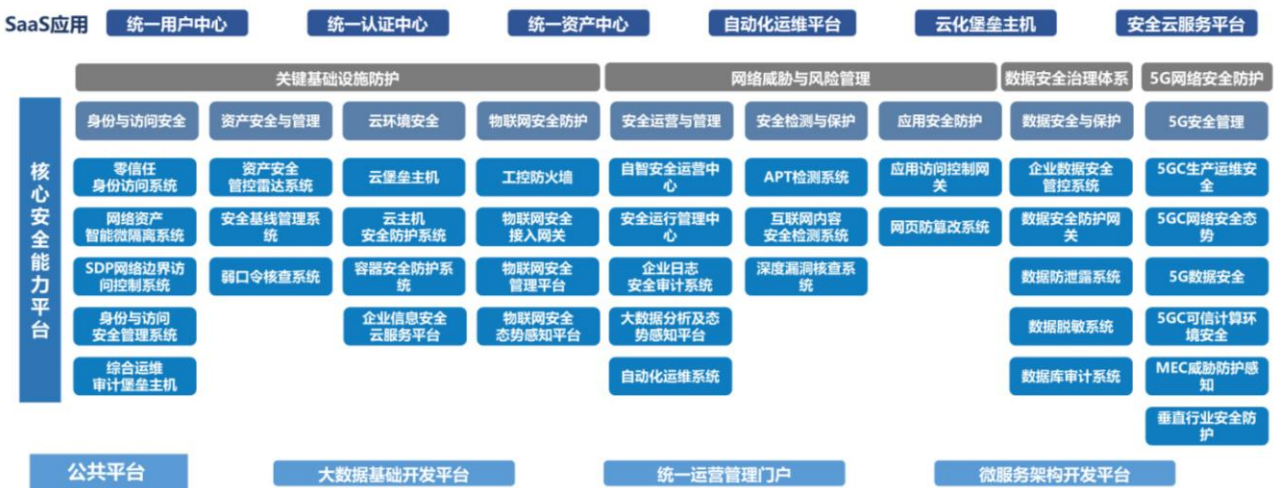 SaaS应用 统一用户中心 统一认证中心 统一资产中心 自动化运维平台 云化堡垒主机 安全云服务平台
关键基础设施防护 网络威胁与风险管理 数据安全治理体系 5G网络安全防护
核心安全能力平台
身份与访问安全 资产安全与管理 云环境安全 物联网安全防护 安全运营与管理 安全检测与保护 应用安全防护 数据安全与保护 5G安全管理
零信任
身份访问系统
网络资产
智能微隔离系统
SDP网络边界访
问控制系统
身份与访问
安全管理系统
综合运维
审计堡垒主机
资产安全
管控雷达系统
安全基线管理系
统
弱口令核查系统
云堡垒主机
云主机
安全防护系统
容器安全防护系
统
企业信息安全
云服务平台
工控防火墙
物联网安全
接入网关
物联网安全
管理平台
物联网安全
态势感知平台
自智安全运营中
心
安全运行管理中
心
企业日志
安全审计系统
大数据分析及态
势感知平台
自动化运维系统
APT检测系统
互联网内容
安全检测系统
深度漏洞核查系
统
应用访问控制网
关
网页防篡改系统
企业数据安全
管控系统
数据安全防护网
关
数据防泄露系统
数据脱敏系统
数据库审计系统
5GC生产运维安
全
5GC网络安全态
势
5G数据安全
5GC可信计算环
境安全
MEC威胁防护感
知
垂直行业安全防
护
公共平台 大数据基础开发平台 统一运营管理门户 微服务架构开发平台